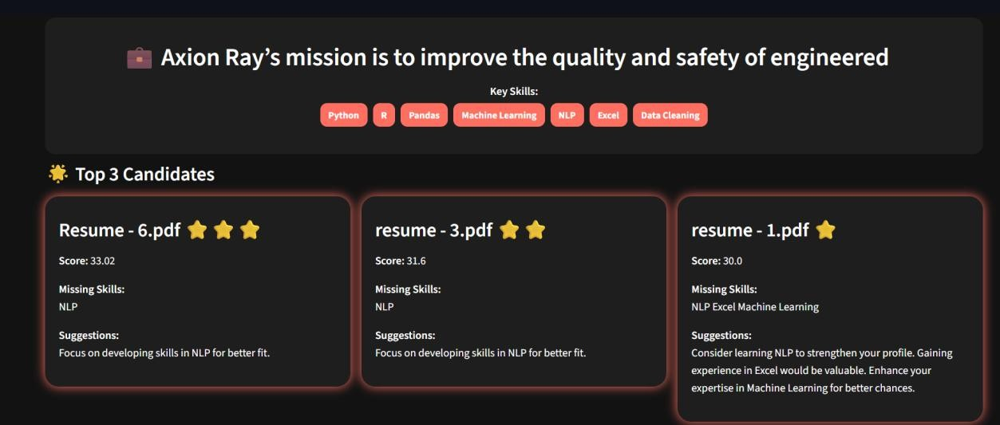 Axion Ray’s mission is to improve the quality and safety of engineered
Key Skills:
Python R Pandas Machine Learning NLP Excel Data Cleaning
Top 3 Candidates
Resume - 6.pdf
Score: 33.02
Missing Skills:
NLP
Suggestions:
Focus on developing skills in NLP for better fit.
resume - 3.pdf
Score: 31.6
Missing Skills:
NLP
Suggestions:
Focus on developing skills in NLP for better fit.
resume - 1.pdf
Score: 30.0
Missing Skills:
NLP Excel Machine Learning
Suggestions:
Consider learning NLP to strengthen your profile. Gaining
experience in Excel would be valuable. Enhance your
expertise in Machine Learning for better chances.